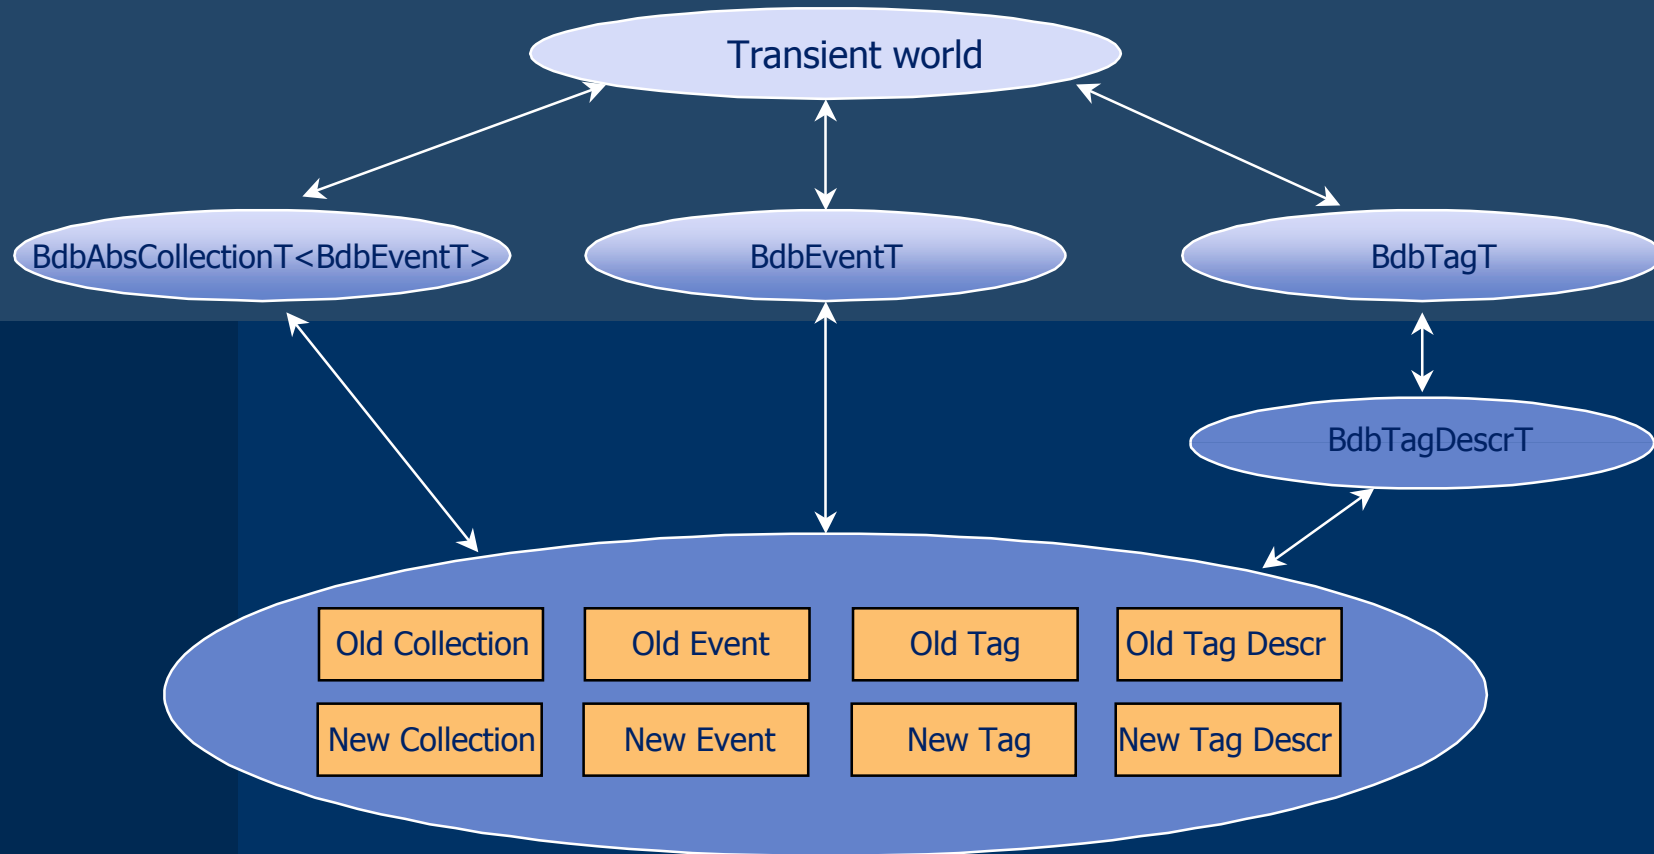 Transient world
BdbAbsCollectionT<BdbEventT>
BdbEventT
BdbTagT
BdbTagDescrT
Old Collection
Old Event
Old Tag
Old Tag Descr
New Collection
New Event
New Tag
New Tag Descr